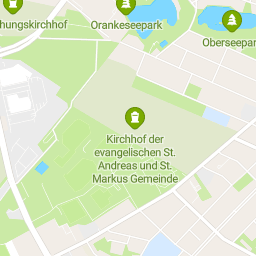 Orankeseepark
hungskirchhof
Oberseepark
Kirchhof der
evangelischen St.
Andreas und St.
Markus Gemeinde